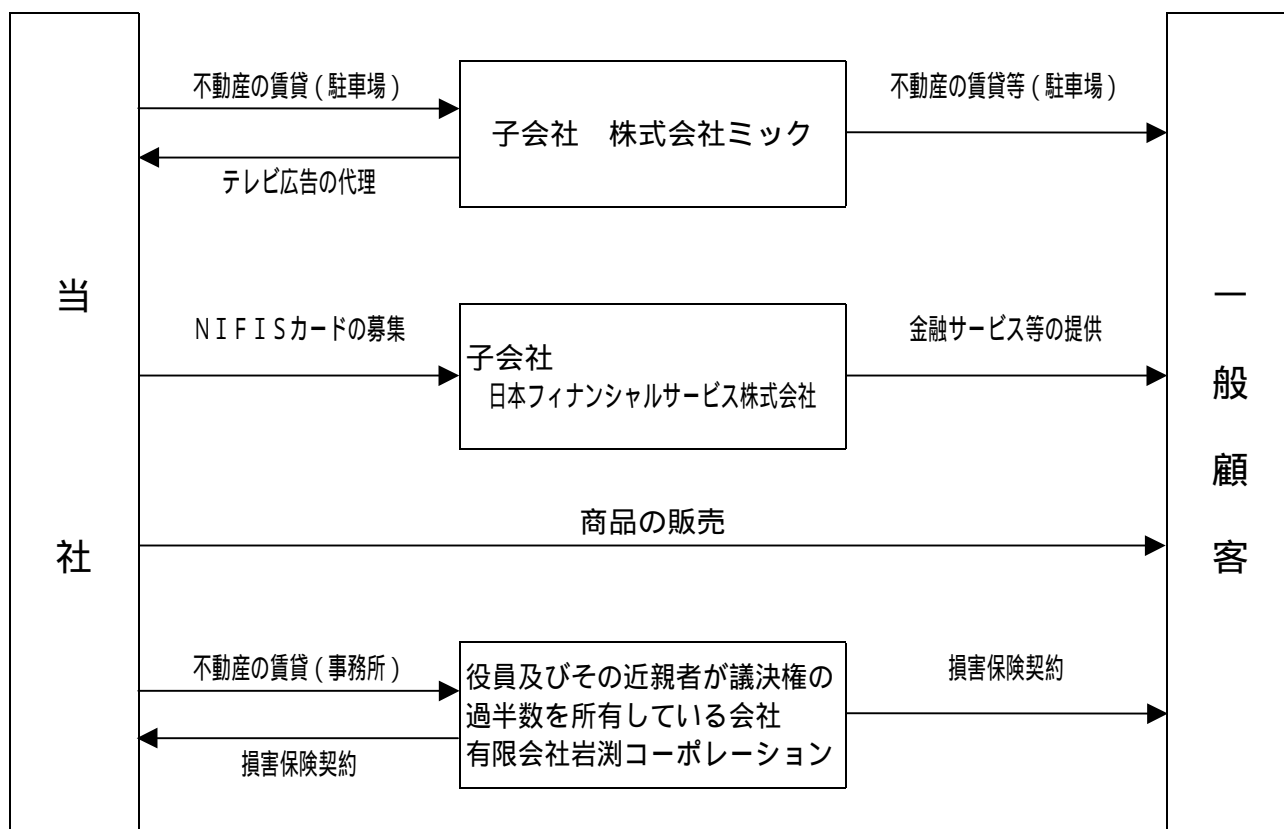 当社
不動産の賃貸(駐車場)
子会社　株式会社ミック
不動産の賃貸等(駐車場)
テレビ広告の代理
NIFISカードの募集
子会社
日本フィナンシャルサービス株式会社
金融サービス等の提供
商品の販売
不動産の賃貸(事務所)
役員及びその近親者が議決権の
過半数を所有している会社
有限会社岩渕コーポレーション
損害保険契約
損害保険契約
一般顧客